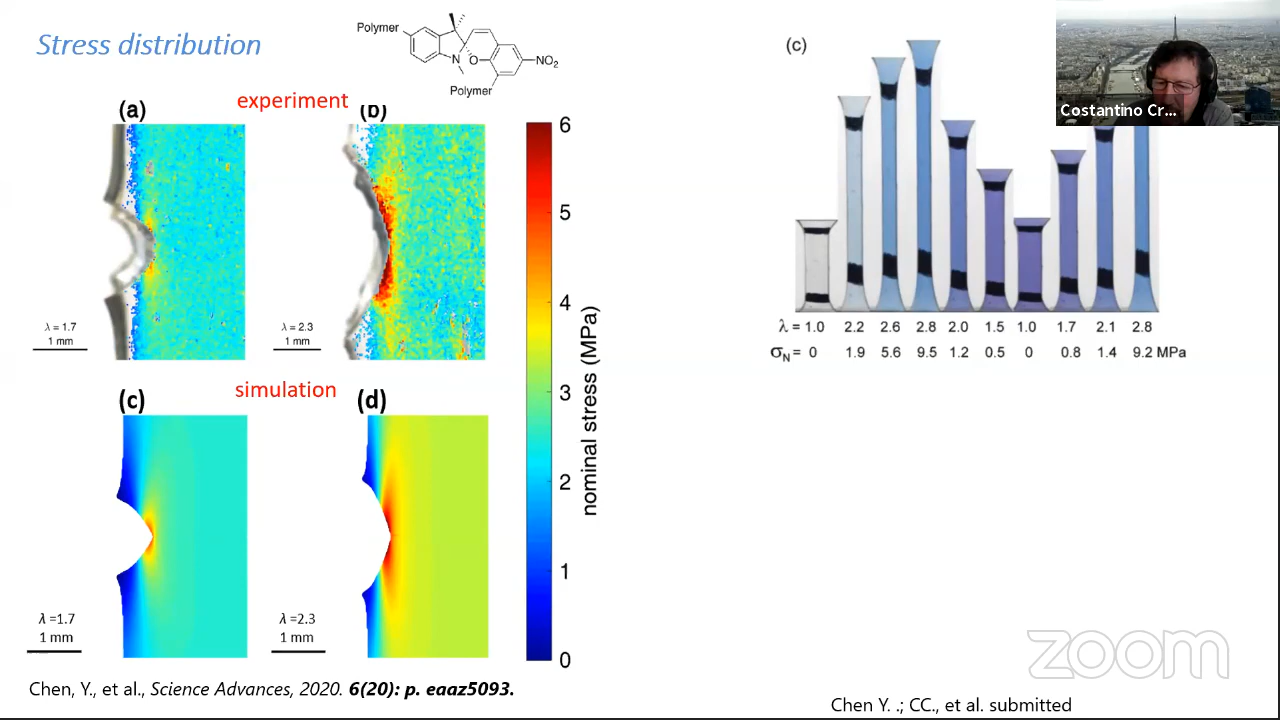 Stress distribution
Polymer
N
O
NO₂
Polymer
experiment
(a)
(b)
λ = 1.7
1 mm
λ = 2.3
1 mm
simulation
(c)
(d)
λ =1.7
1 mm
λ =2.3
1 mm
6
5
4
3
2
1
0
nominal stress (MPa)
Chen, Y., et al., Science Advances, 2020. 6(20): p. eaaz5093.
(c)
λ = 1.0 2.2 2.6 2.8 2.0 1.5 1.0 1.7 2.1 2.8
σN = 0 1.9 5.6 9.5 1.2 0.5 0 0.8 1.4 9.2 MPa
Costantino Cr...
zoom
Chen Y. .; CC., et al. submitted